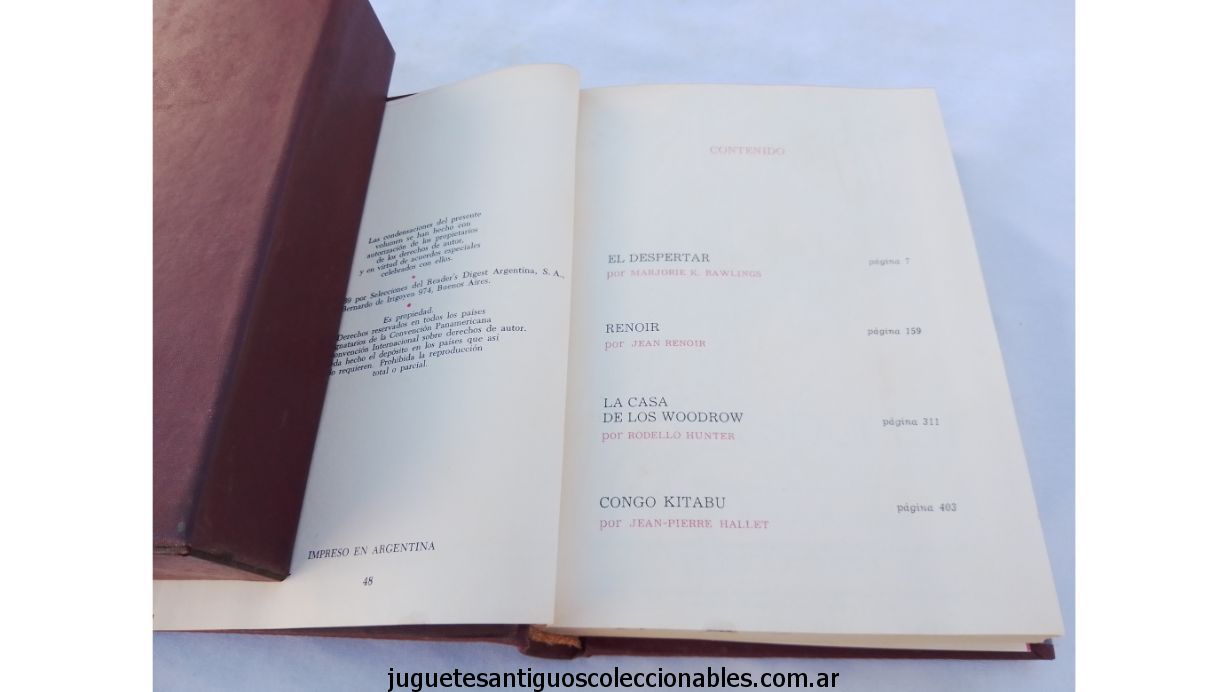 Las condensaciones del presente
volumen se han hecho con
autorización de los propietarios
de los derechos de autor,
y en virtud de acuerdos especiales
celebrados con ellos.
por Selecciones del Reader's Digest Argentina, S. A.,
Bernardo de Irigoyen 974, Buenos Aires.
Es propiedad.
Derechos reservados en todos los países
de la Convención Panamericana
Internacional sobre derechos de autor.
hecho el depósito en los países que así
requieren. Prohibida la reproducción
total o parcial.
IMPRESO EN ARGENTINA
48
CONTENIDO
EL DESPERTAR página 7
por MARJORIE K. RAWLINGS
RENOIR página 159
por JEAN RENOIR
LA CASA
DE LOS WOODROW página 311
por RODELLO HUNTER
CONGO KITABU página 403
por JEAN-PIERRE HALLET
juguetesantiguoscoleccionables.com.ar